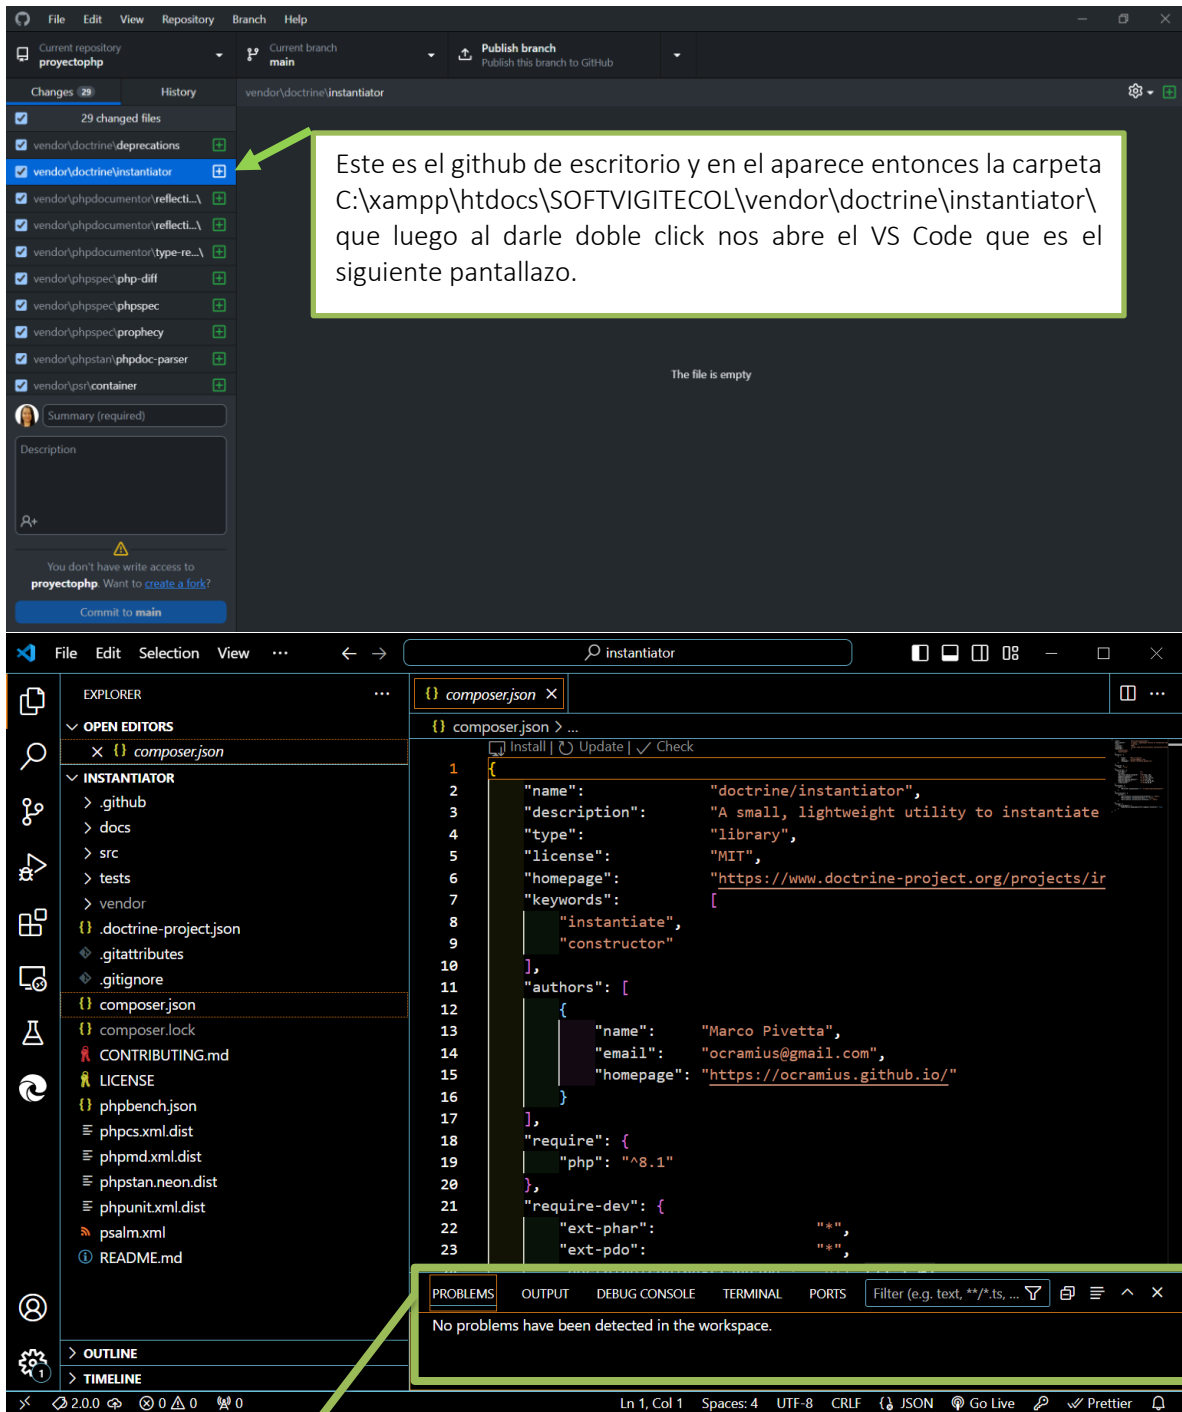 File Edit View Repository Branch Help
Current repository
proyectophp
Current branch
main
Publish branch
Publish this branch to GitHub
Changes 29 History
vendor\doctrine\instantiator
29 changed files
vendor\doctrine\deprecations
vendor\doctrine\instantiator
vendor\phpdocumentor\reflecti...\
vendor\phpdocumentor\reflecti...\
vendor\phpdocumentor\type-re...\
vendor\phpspec\php-diff
vendor\phpspec\phpspec
vendor\phpspec\prophecy
vendor\phpstan\phpdoc-parser
vendor\psr\container
Este es el github de escritorio y en el aparece entonces la carpeta
C:\xampp\htdocs\SOFTVIGITECOL\vendor\doctrine\instantiator\
que luego al darle doble click nos abre el VS Code que es el
siguiente pantallazo.
The file is empty
Summary (required)
Description
You don't have write access to
proyectophp. Want to create a fork?
Commit to main
File Edit Selection View ...
instantiator
EXPLORER
OPEN EDITORS
{} composer.json
INSTANTIATOR
.github
docs
src
tests
vendor
{} .doctrine-project.json
.gitattributes
.gitignore
{} composer.json
{} composer.lock
CONTRIBUTING.md
LICENSE
{} phpbench.json
phpcs.xml.dist
phpmd.xml.dist
phpstan.neon.dist
phpunit.xml.dist
psalm.xml
README.md
OUTLINE
TIMELINE
{} composer.json
{} composer.json > ...
Install | Update | Check
1 {
2 "name": "doctrine/instantiator",
3 "description": "A small, lightweight utility to instantiate
4 "type": "library",
5 "license": "MIT",
6 "homepage": "https://www.doctrine-project.org/projects/ir
7 "keywords": [
8 "instantiate",
9 "constructor"
10 ],
11 "authors": [
12 {
13 "name": "Marco Pivetta",
14 "email": "ocramius@gmail.com",
15 "homepage": "https://ocramius.github.io/"
16 }
17 ],
18 "require": {
19 "php": "^8.1"
20 },
21 "require-dev": {
22 "ext-phar": "*",
23 "ext-pdo": "*",
PROBLEMS OUTPUT DEBUG CONSOLE TERMINAL PORTS Filter (e.g. text, **/*.ts, ...
No problems have been detected in the workspace.
1
2.0.0 0 0 0 Ln 1, Col 1 Spaces: 4 UTF-8 CRLF {} JSON Go Live Prettier